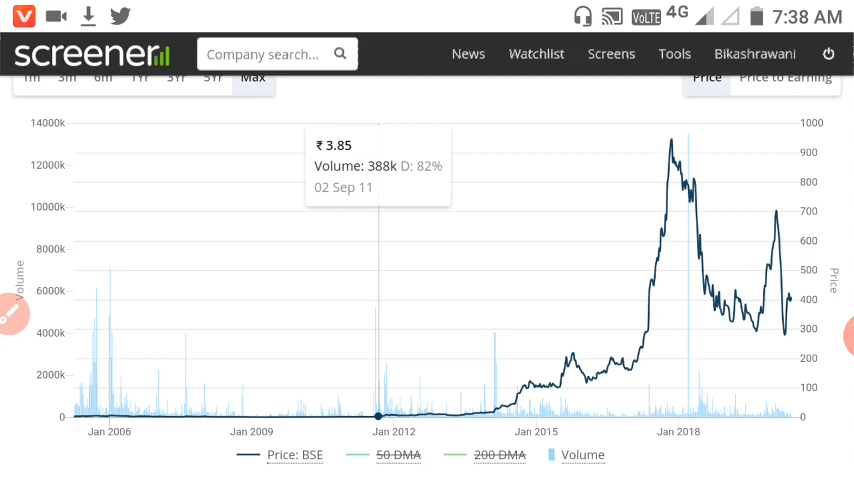 VoLTE 4G 7:38 AM
screener Company search... News Watchlist Screens Tools Bikashrawani
1m 3m 6m 1Yr 3Yr 5Yr Max Price Price to Earning
14000k 1000
900
12000k 800
10000k 700
600
8000k 500
6000k 400
4000k 300
200
2000k 100
0 0
Volume
Price
₹ 3.85
Volume: 388k D: 82%
02 Sep 11
Jan 2006 Jan 2009 Jan 2012 Jan 2015 Jan 2018
Price: BSE 50 DMA 200 DMA Volume